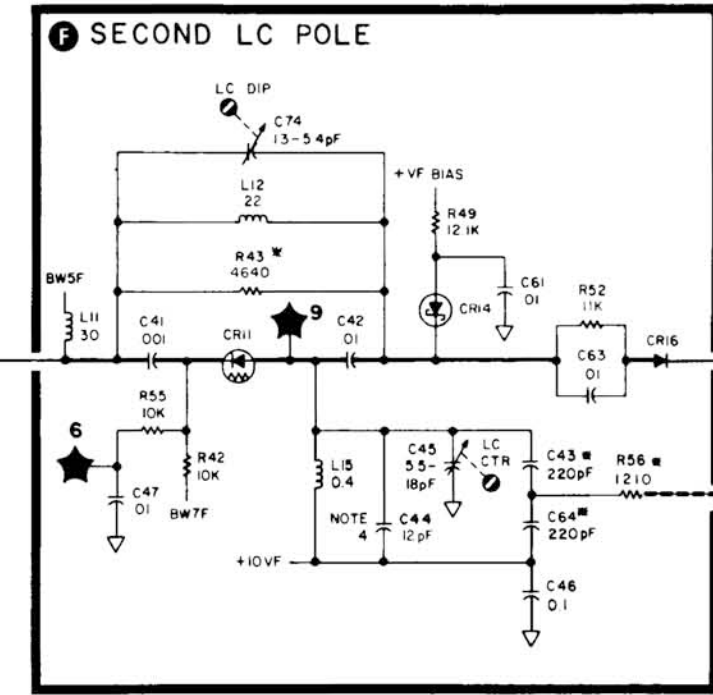 F SECOND LC POLE
LC DIP
C74
1.3-5.4pF
L12
22
R43 *
4640
+VF BIAS
R49
12.1K
C61
.01
CR14
BW5F
L11
30
C41
.001
CR11
9
C42
.01
R52
11K
C63
.01
CR16
R55
10K
6
R42
10K
C47
.01
BW7F
L15
0.4
C45
5.5-
18pF
LC
CTR
C43 *
220pF
R56 *
1210
NOTE
4
C44
12pF
C64 *
220pF
+10VF
C46
0.1